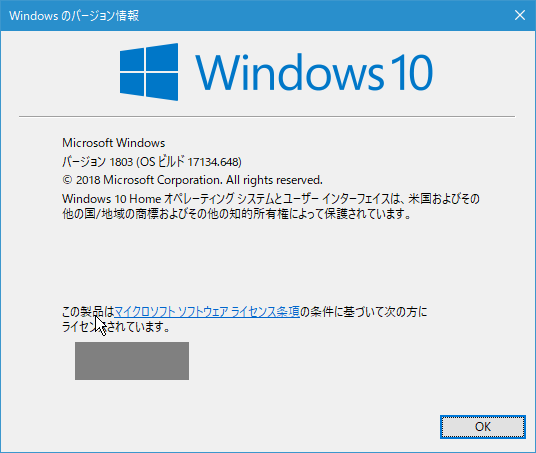 Windows のバージョン情報
Windows 10
Microsoft Windows
バージョン 1803 (OS ビルド 17134.648)
© 2018 Microsoft Corporation. All rights reserved.
Windows 10 Home オペレーティング システムとユーザー インターフェイスは、米国およびその
他の国/地域の商標およびその他の知的所有権によって保護されています。
この製品はマイクロソフト ソフトウェア ライセンス条項の条件に基づいて次の方に
ライセンスされています。
OK